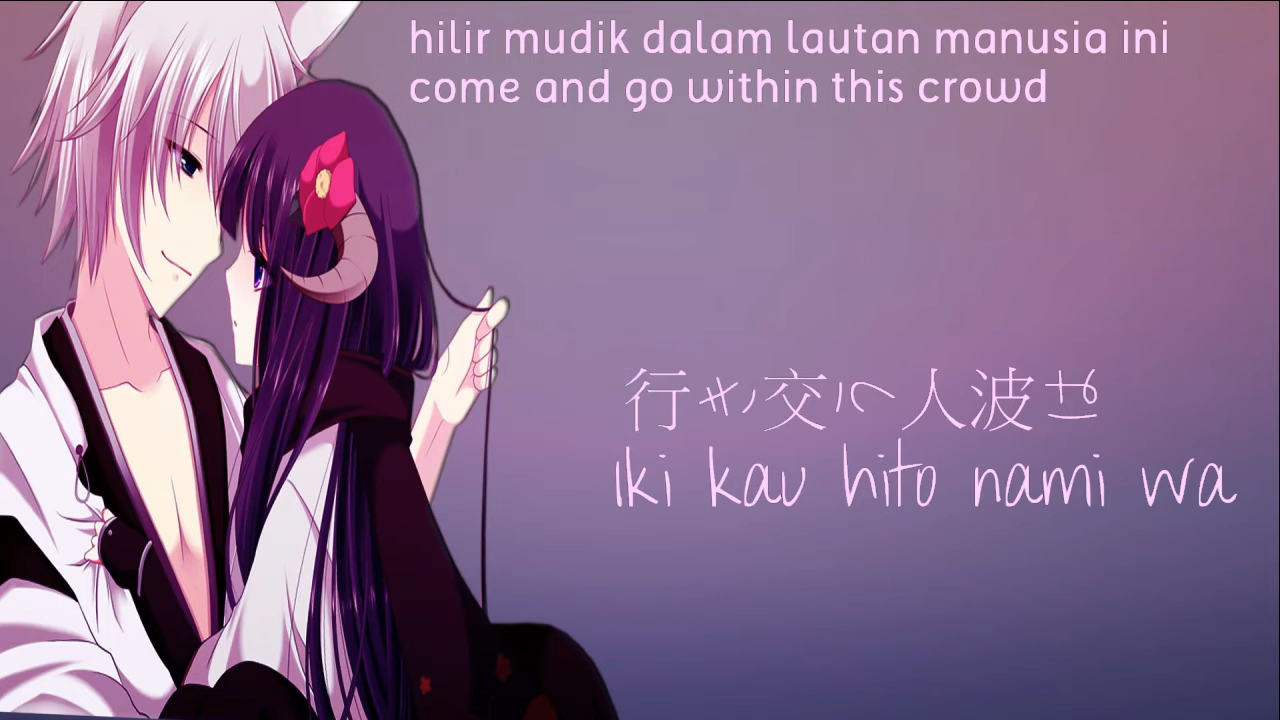 hilir mudik dalam lautan manusia ini
come and go within this crowd
行き交う人波は
Iki kau hito nami wa